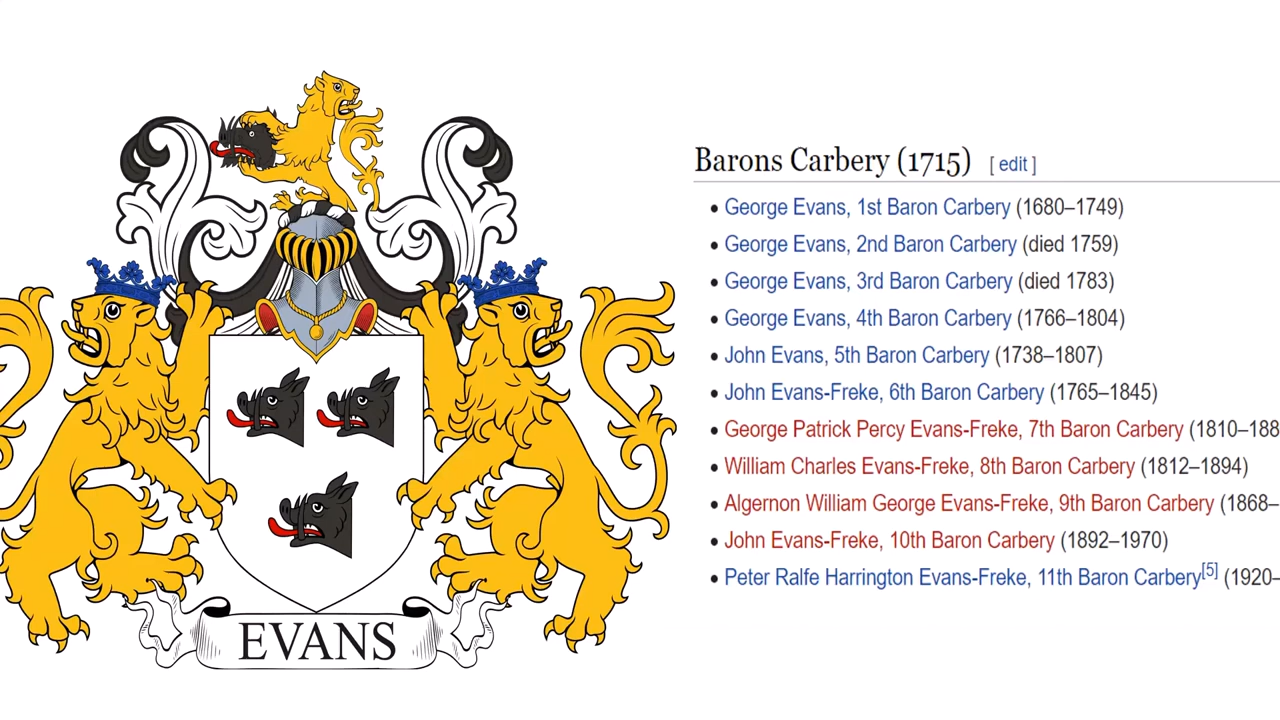 EVANS
Barons Carbery (1715) [ edit ]
• George Evans, 1st Baron Carbery (1680–1749)
• George Evans, 2nd Baron Carbery (died 1759)
• George Evans, 3rd Baron Carbery (died 1783)
• George Evans, 4th Baron Carbery (1766–1804)
• John Evans, 5th Baron Carbery (1738–1807)
• John Evans-Freke, 6th Baron Carbery (1765–1845)
• George Patrick Percy Evans-Freke, 7th Baron Carbery (1810–188
• William Charles Evans-Freke, 8th Baron Carbery (1812–1894)
• Algernon William George Evans-Freke, 9th Baron Carbery (1868–
• John Evans-Freke, 10th Baron Carbery (1892–1970)
• Peter Ralfe Harrington Evans-Freke, 11th Baron Carbery[5] (1920–